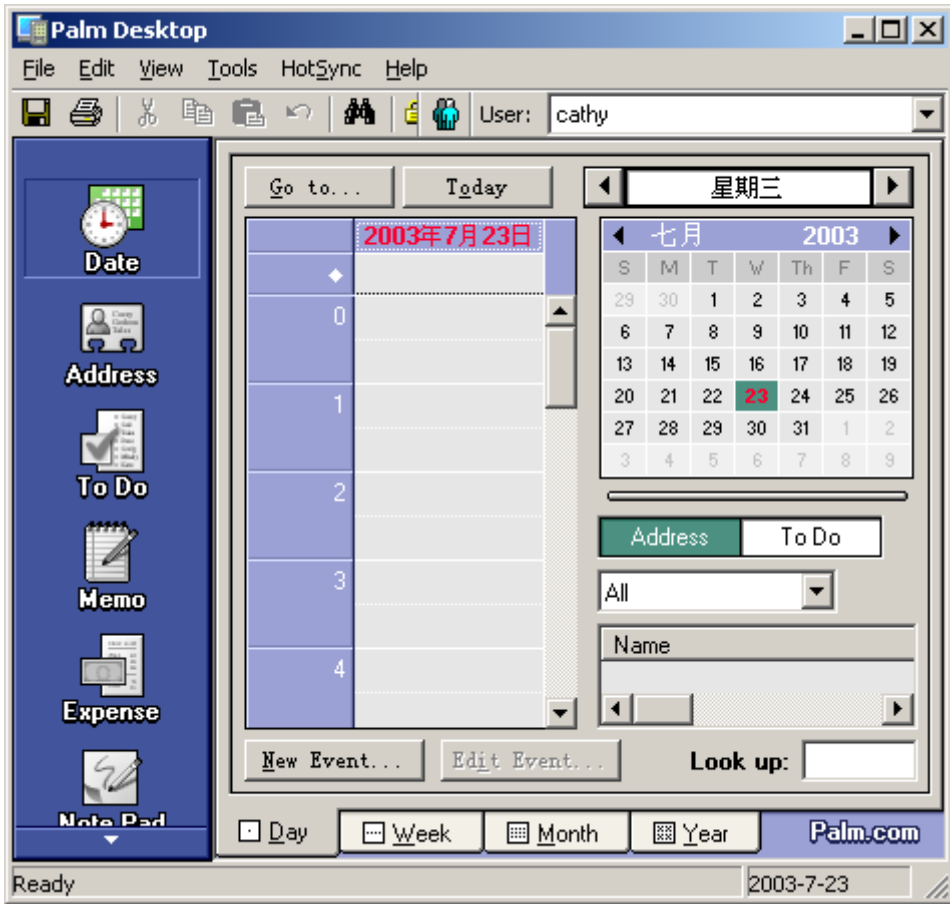 Palm Desktop
File Edit View Tools HotSync Help
User: cathy
Date
Address
To Do
Memo
Expense
Note Pad
Go to... Today
2003年7月23日
0
1
2
3
4
New Event... Edit Event...
星期三
七月 2003
S M T W Th F S
29 30 1 2 3 4 5
6 7 8 9 10 11 12
13 14 15 16 17 18 19
20 21 22 23 24 25 26
27 28 29 30 31 1 2
3 4 5 6 7 8 9
Address To Do
All
Name
Look up:
Day Week Month Year Palm.com
Ready 2003-7-23